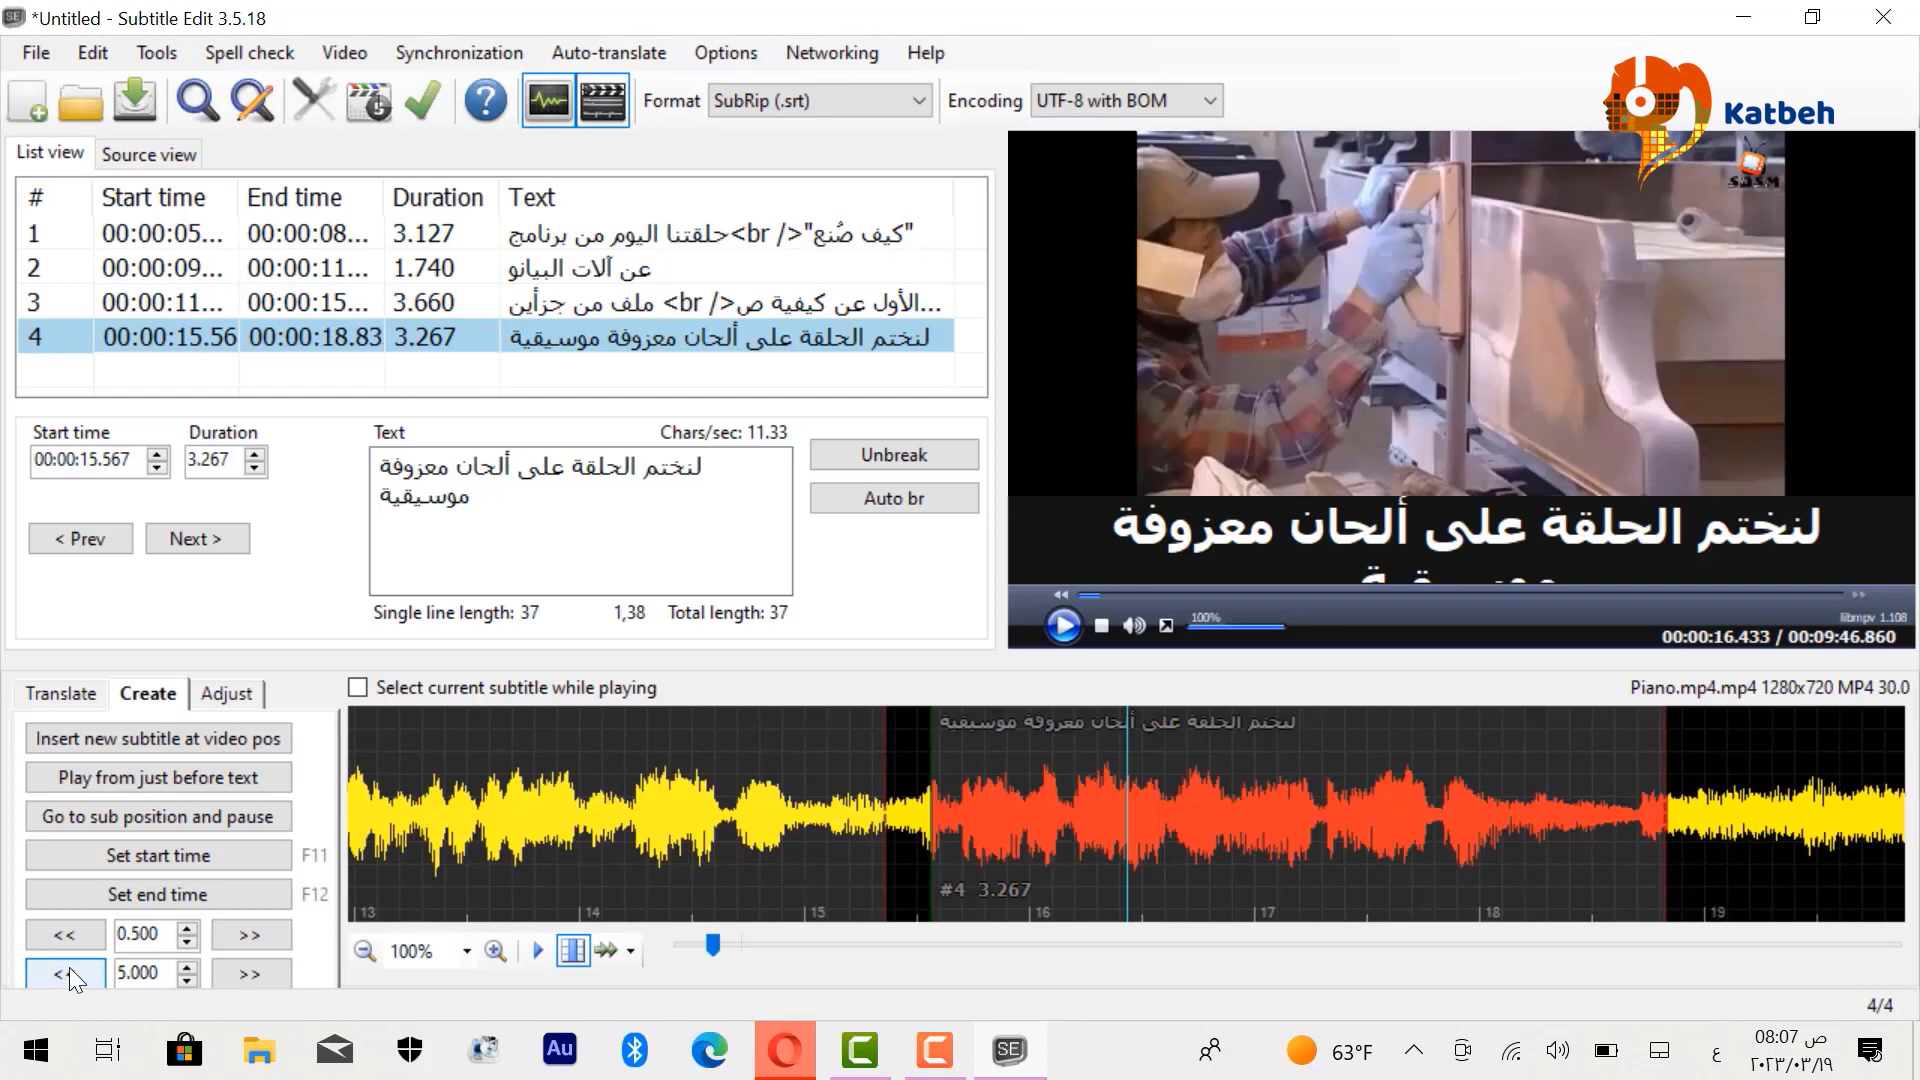 *Untitled - Subtitle Edit 3.5.18
File Edit Tools Spell check Video Synchronization Auto-translate Options Networking Help
Format SubRip (.srt) Encoding UTF-8 with BOM
Katbeh
SDSM
List view Source view
# Start time End time Duration Text
1 00:00:05... 00:00:08... 3.127 حلقتنا اليوم من برنامج<br />"كيف صُنع"
2 00:00:09... 00:00:11... 1.740 عن آلات البيانو
3 00:00:11... 00:00:15... 3.660 ملف من جزأين <br />الأول عن كيفية ص...
4 00:00:15.56 00:00:18.83 3.267 لنختم الحلقة على ألحان معزوفة موسيقية
Start time Duration Text Chars/sec: 11.33
00:00:15.567 3.267
لنختم الحلقة على ألحان معزوفة
موسيقية
Unbreak
Auto br
< Prev Next >
Single line length: 37 1,38 Total length: 37
لنختم الحلقة على ألحان معزوفة
100%
libmpv 1.108
00:00:16.433 / 00:09:46.860
Translate Create Adjust
Select current subtitle while playing
Piano.mp4.mp4 1280x720 MP4 30.0
Insert new subtitle at video pos
Play from just before text
Go to sub position and pause
Set start time F11
Set end time F12
<< 0.500 >>
5.000 >>
لنختم الحلقة على ألحان معزوفة موسيقية
#4 3.267
13 14 15 16 17 18 19
100%
4/4
Au
SE
63°F
ع
08:07 ص
٢٠٢٣/٠٣/١٩